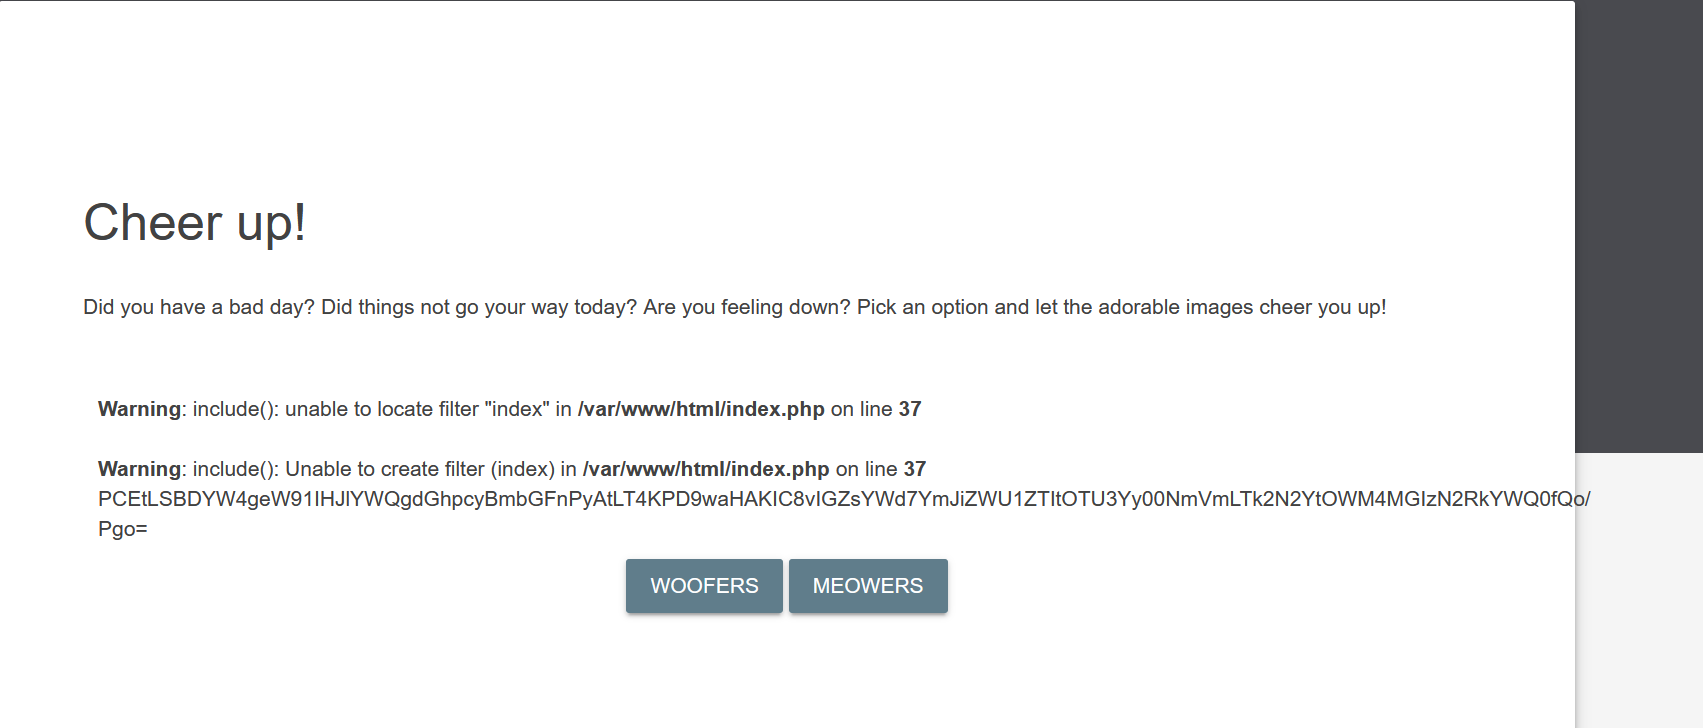 Cheer up!
Did you have a bad day? Did things not go your way today? Are you feeling down? Pick an option and let the adorable images cheer you up!
Warning: include(): unable to locate filter "index" in /var/www/html/index.php on line 37
Warning: include(): Unable to create filter (index) in /var/www/html/index.php on line 37
PCEtLSBDYW4geW91IHJlYWQgdGhpcyBmbGFnPyAtLT4KPD9waHAKIC8vIGZsYWd7YmJiZWU1ZTItOTU3Yy00NmVmLTk2N2YtOWM4MGIzN2RkYWQ0fQo/
Pgo=
WOOFERS
MEOWERS